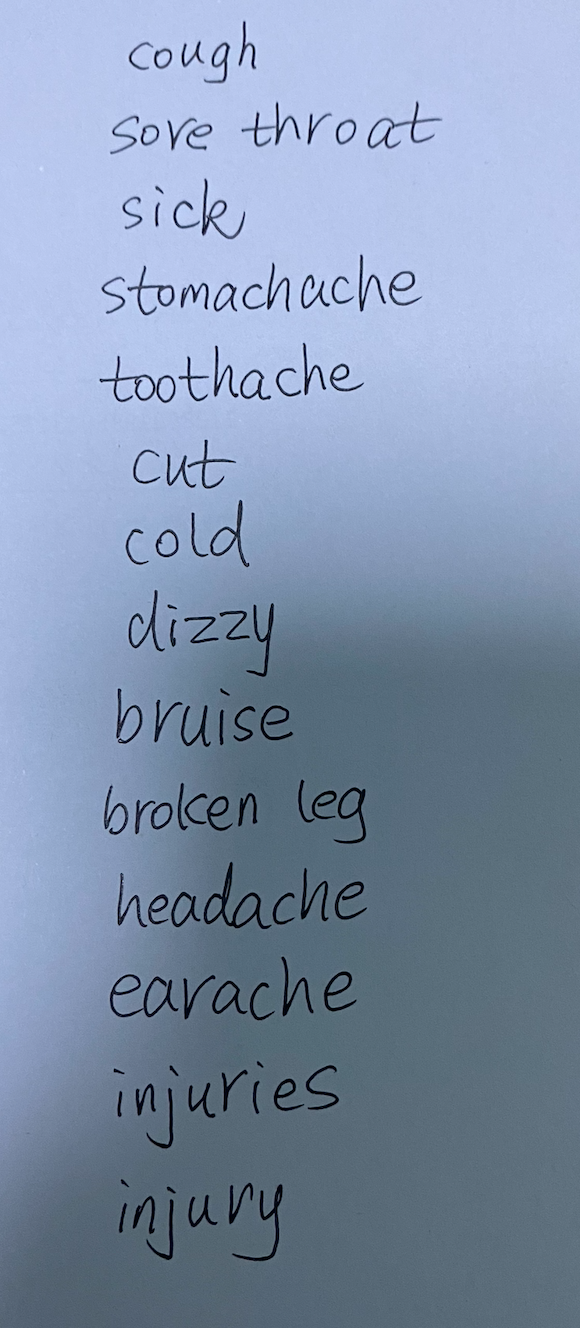 cough
sore throat
sick
stomachache
toothache
cut
cold
dizzy
bruise
broken leg
headache
earache
injuries
injury